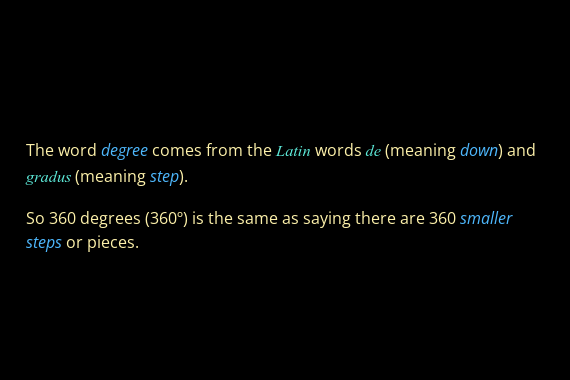 The word degree comes from the Latin words de (meaning down) and
gradus (meaning step).
So 360 degrees (360º) is the same as saying there are 360 smaller
steps or pieces.